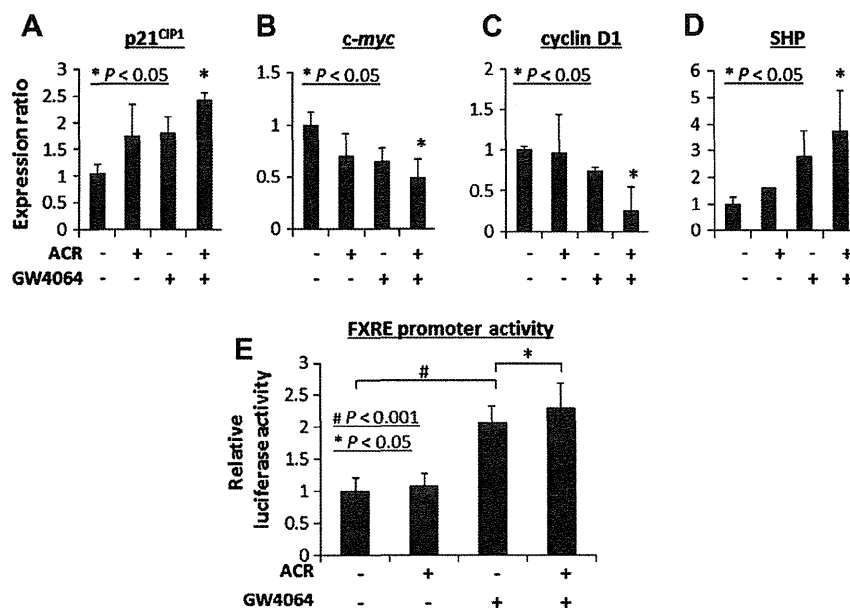 A
p21CIP1
B
c-myc
C
cyclin D1
D
SHP
Expression ratio
3
2.5
2
1.5
1
0.5
0
* P < 0.05
*
1.5
1
0.5
0
* P < 0.05
*
2
1.5
1
0.5
0
* P < 0.05
*
6
5
4
3
2
1
0
* P < 0.05
*
ACR - + - + - + - + - + - + - + - +
GW4064 - - + + - - + + - - + + - - + +
E
FXRE promoter activity
Relative
luciferase activity
3
2.5
2
1.5
1
0.5
0
#
*
# P < 0.001
* P < 0.05
ACR - + - +
GW4064 - - + +